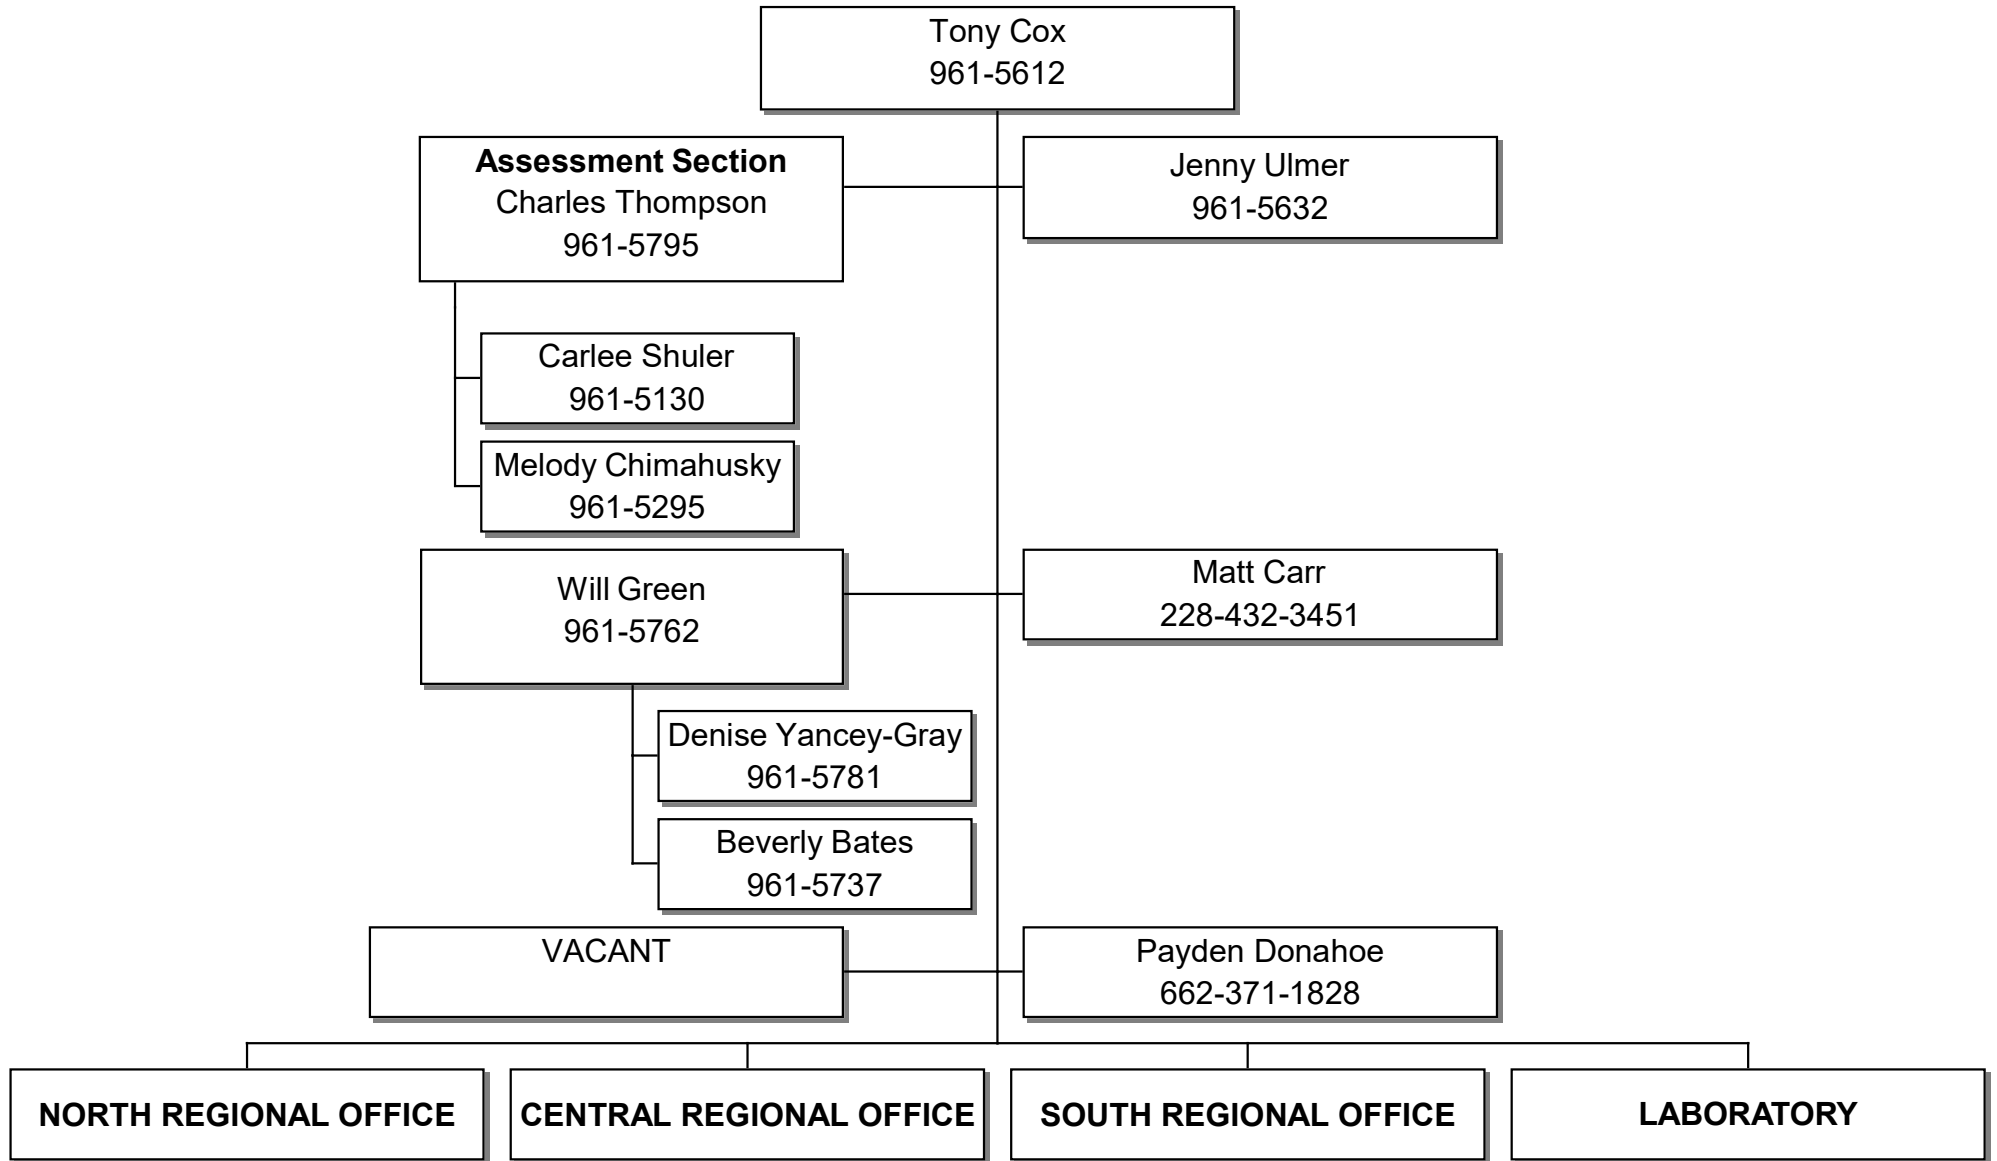 Tony Cox
961-5612
Assessment Section
Charles Thompson
961-5795
Jenny Ulmer
961-5632
Carlee Shuler
961-5130
Melody Chimahusky
961-5295
Will Green
961-5762
Matt Carr
228-432-3451
Denise Yancey-Gray
961-5781
Beverly Bates
961-5737
VACANT
Payden Donahoe
662-371-1828
NORTH REGIONAL OFFICE
CENTRAL REGIONAL OFFICE
SOUTH REGIONAL OFFICE
LABORATORY